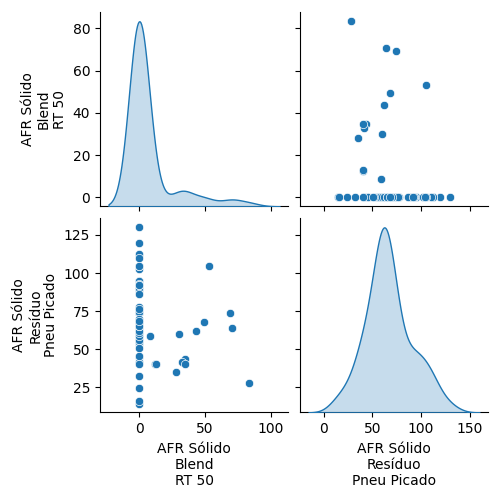 80
60
40
20
0
AFR Sólido
Blend
RT 50
125
100
75
50
25
AFR Sólido
Resíduo
Pneu Picado
0
50
100
AFR Sólido
Blend
RT 50
0
50
100
150
AFR Sólido
Resíduo
Pneu Picado